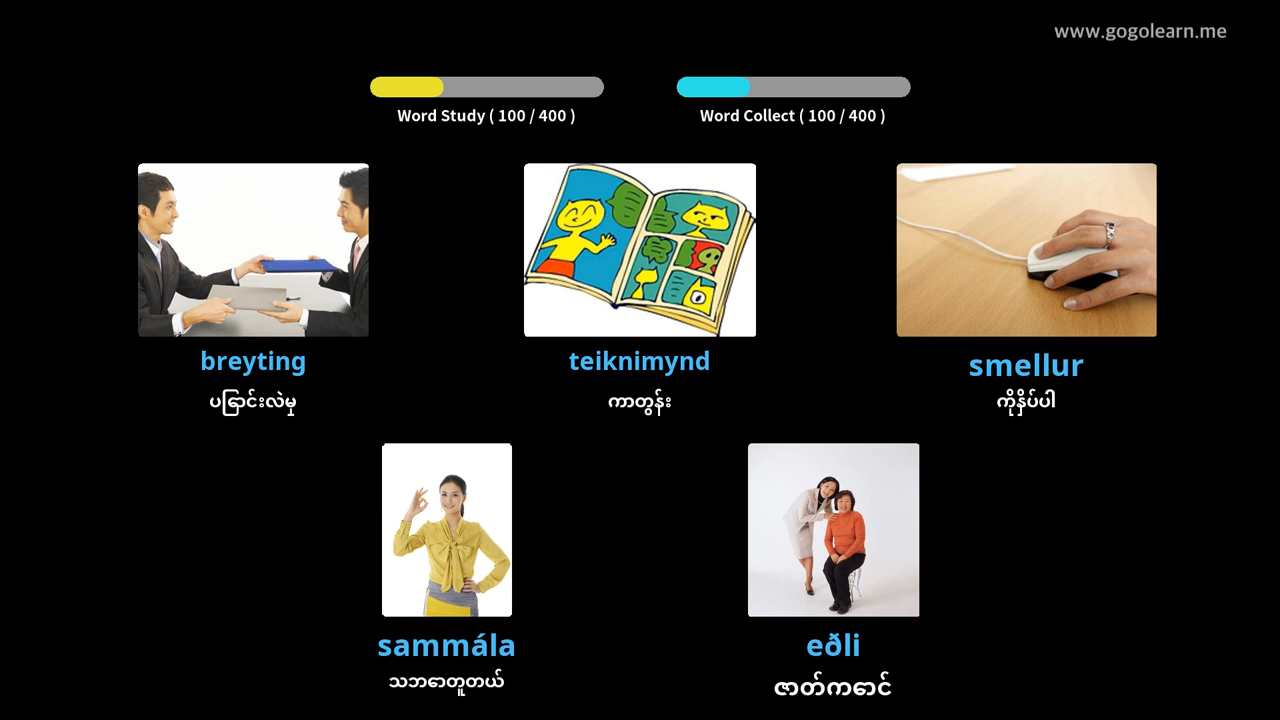 www.gogolearn.me
Word Study ( 100 / 400 )
Word Collect ( 100 / 400 )
breyting
ပြောင်းလဲမှု
teiknimynd
ကာတွန်း
smellur
ကိုနှိပ်ပါ
sammála
သဘောတူတယ်
eðli
ဇာတ်ကောင်